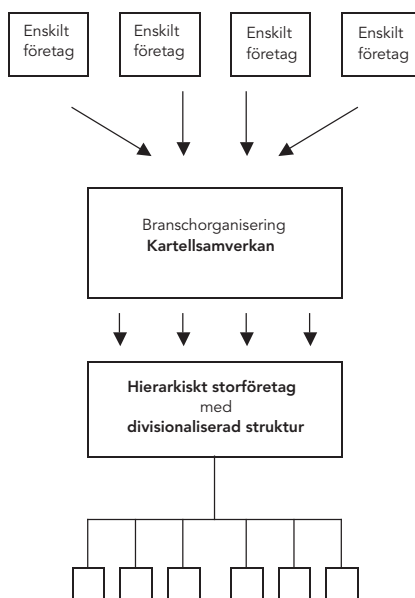 Enskilt
företag
Enskilt
företag
Enskilt
företag
Enskilt
företag
Branschorganisering
Kartellsamverkan
Hierarkiskt storföretag
med
divisionaliserad struktur